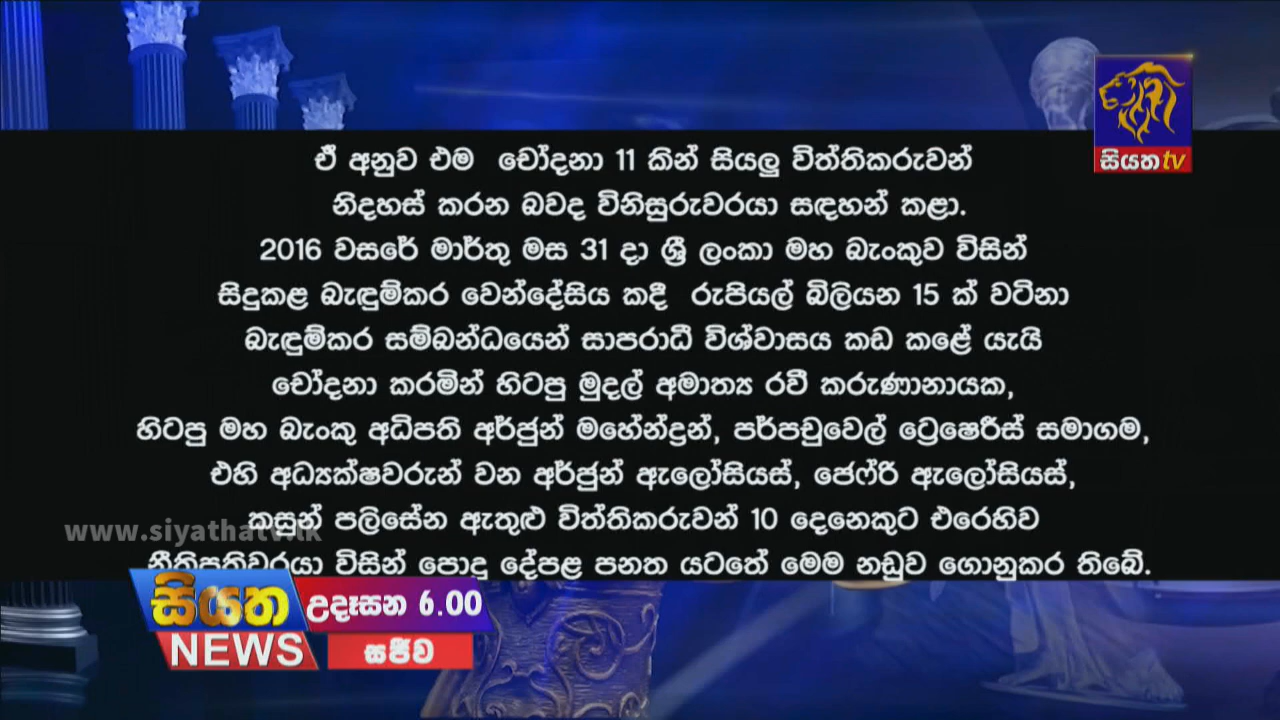 සියත tv
ඒ අනුව එම චෝදනා 11 කින් සියලු විත්තිකරුවන්
නිදහස් කරන බවද විනිසුරුවරයා සඳහන් කළා.
2016 වසරේ මාර්තු මස 31 දා ශ්‍රී ලංකා මහ බැංකුව විසින්
සිදුකළ බැඳුම්කර වෙන්දේසිය කදී රුපියල් බිලියන 15 ක් වටිනා
බැඳුම්කර සම්බන්ධයෙන් සාපරාධී විශ්වාසය කඩ කළේ යැයි
චෝදනා කරමින් හිටපු මුදල් අමාත්‍ය රවී කරුණානායක,
හිටපු මහ බැංකු අධිපති අර්ජුන් මහේන්ද්‍රන්, පර්පචුවෙල් ට්‍රෙෂෙරීස් සමාගම,
එහි අධ්‍යක්ෂවරුන් වන අර්ජුන් ඇලෝසියස්, ජෙෆ්රි ඇලෝසියස්,
කසුන් පලිසේන ඇතුළු විත්තිකරුවන් 10 දෙනෙකුට එරෙහිව
www.siyathatv.lk
නීතිපතිවරයා විසින් පොදු දේපළ පනත යටතේ මෙම නඩුව ගොනුකර තිබේ.
සියත උදෑසන 6.00
NEWS සජීව